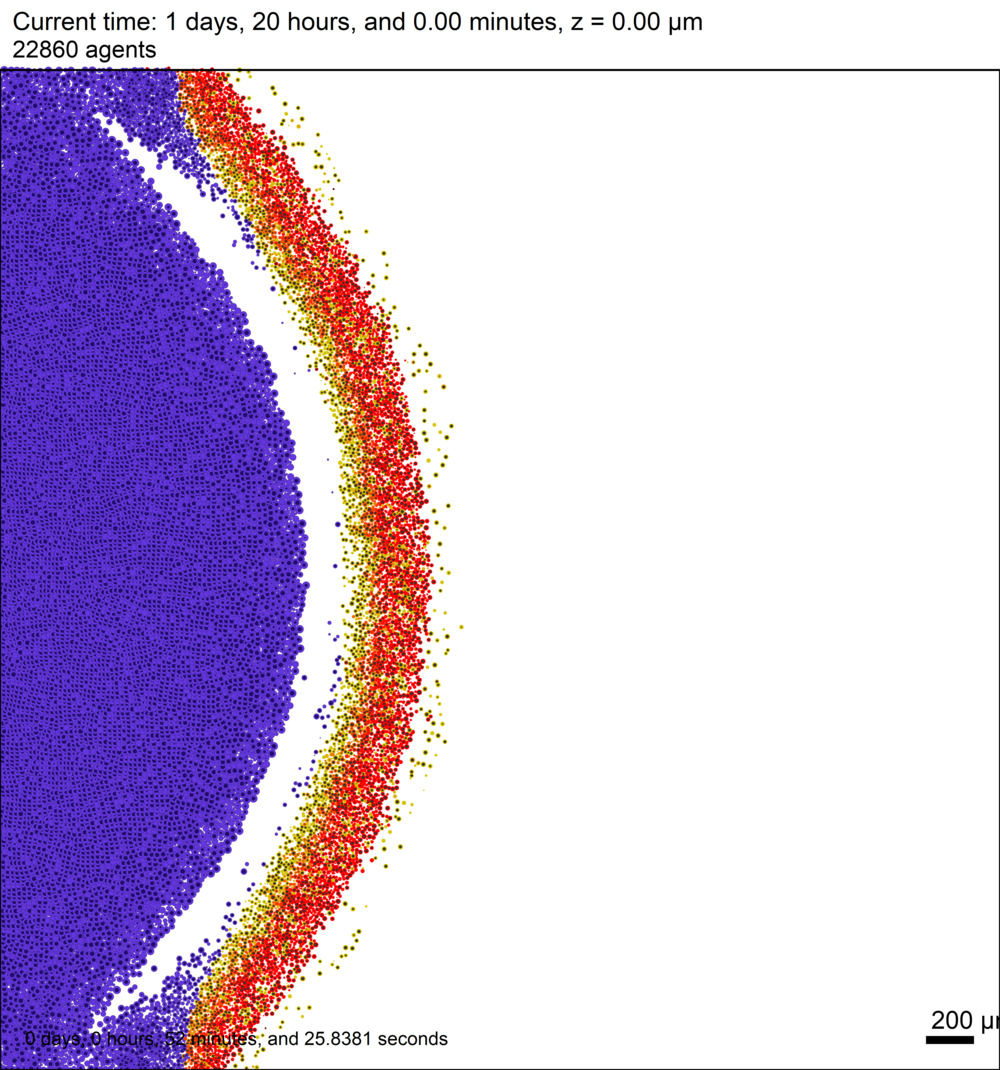 Current time: 1 days, 20 hours, and 0.00 minutes, z = 0.00 μm
22860 agents
200 μ
0 days, 0 hours, 52 minutes, and 25.8381 seconds